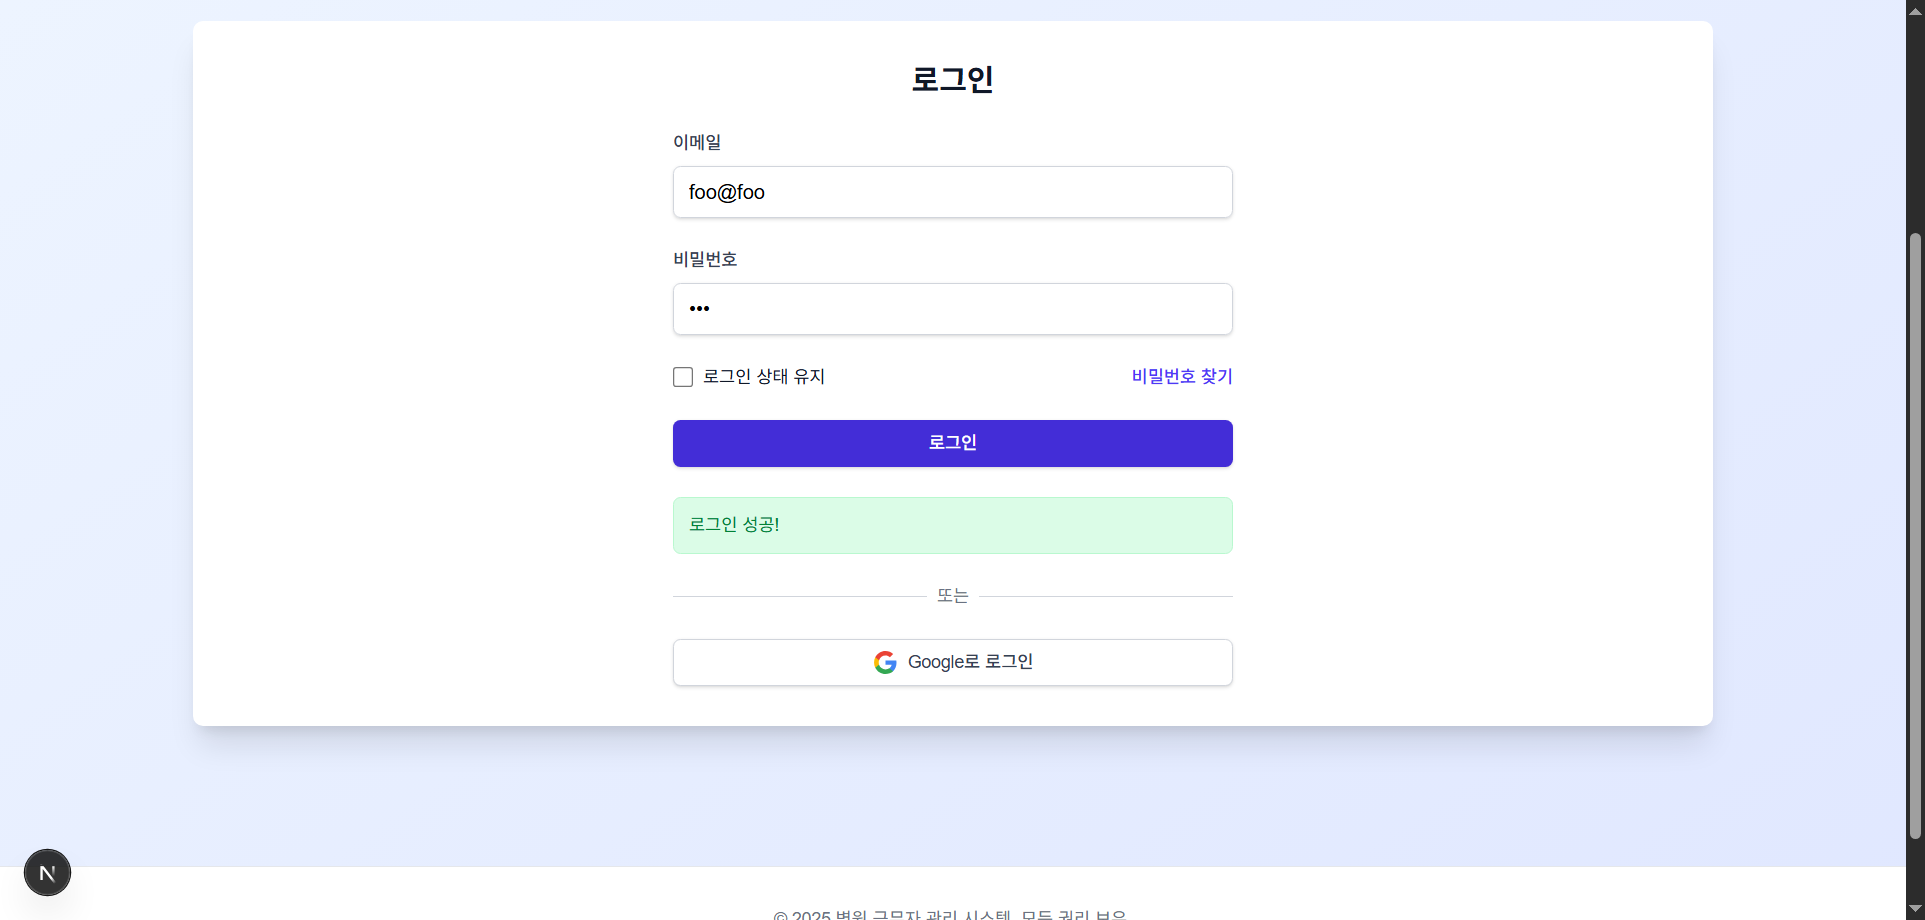 로그인
이메일
foo@foo
비밀번호
•••
로그인 상태 유지
비밀번호 찾기
로그인
로그인 성공!
또는
Google로 로그인
N
© 2025 병원 근무자 관리 시스템. 모든 권리 보유.